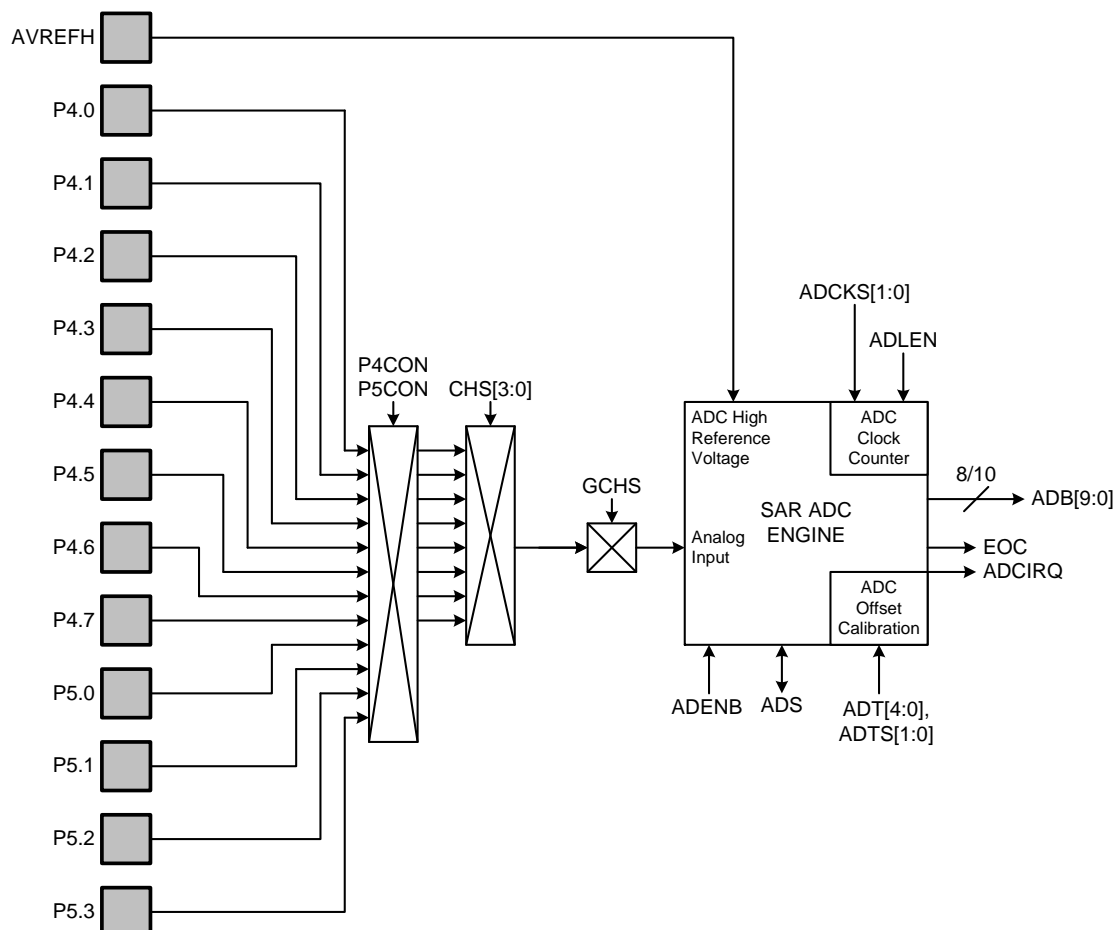 AVREFH
P4.0
P4.1
P4.2
P4.3
P4.4
P4.5
P4.6
P4.7
P5.0
P5.1
P5.2
P5.3
P4CON
P5CON
CHS[3:0]
GCHS
ADCKS[1:0]
ADLEN
ADC High
Reference
Voltage
ADC
Clock
Counter
SAR ADC
ENGINE
Analog
Input
ADC
Offset
Calibration
8/10
ADB[9:0]
EOC
ADCIRQ
ADENB
ADS
ADT[4:0],
ADTS[1:0]